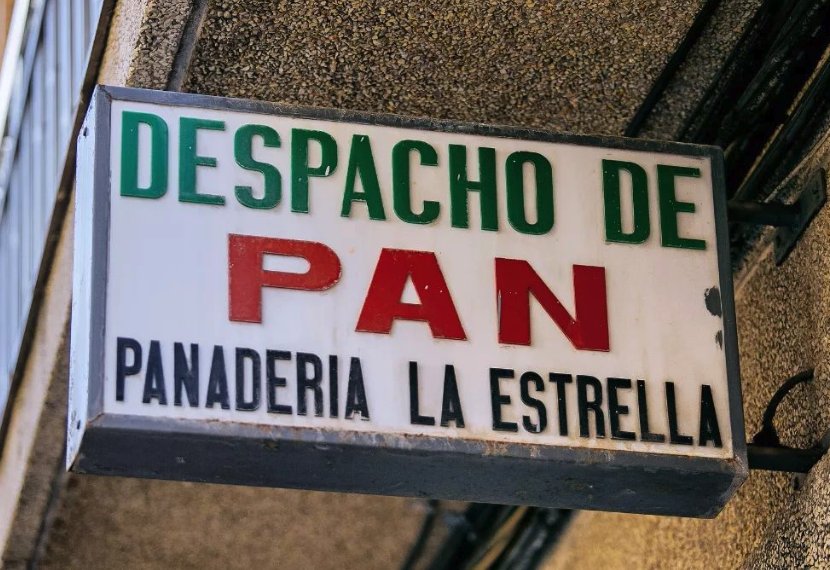 DESPACHO DE
PAN
PANADERIA LA ESTRELLA